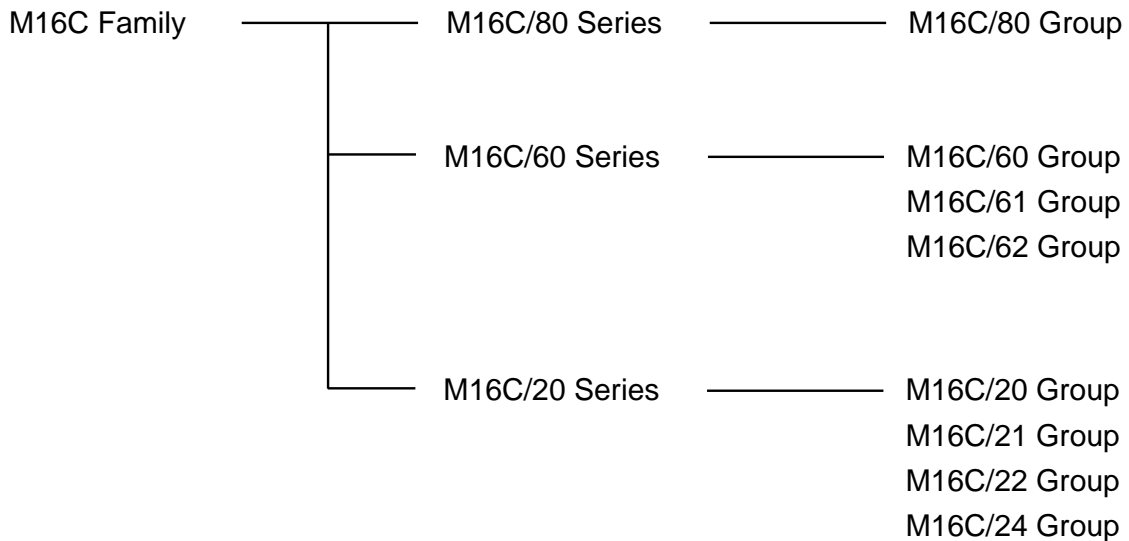 M16C Family M16C/80 Series M16C/80 Group
M16C/60 Series M16C/60 Group
M16C/61 Group
M16C/62 Group
M16C/20 Series M16C/20 Group
M16C/21 Group
M16C/22 Group
M16C/24 Group